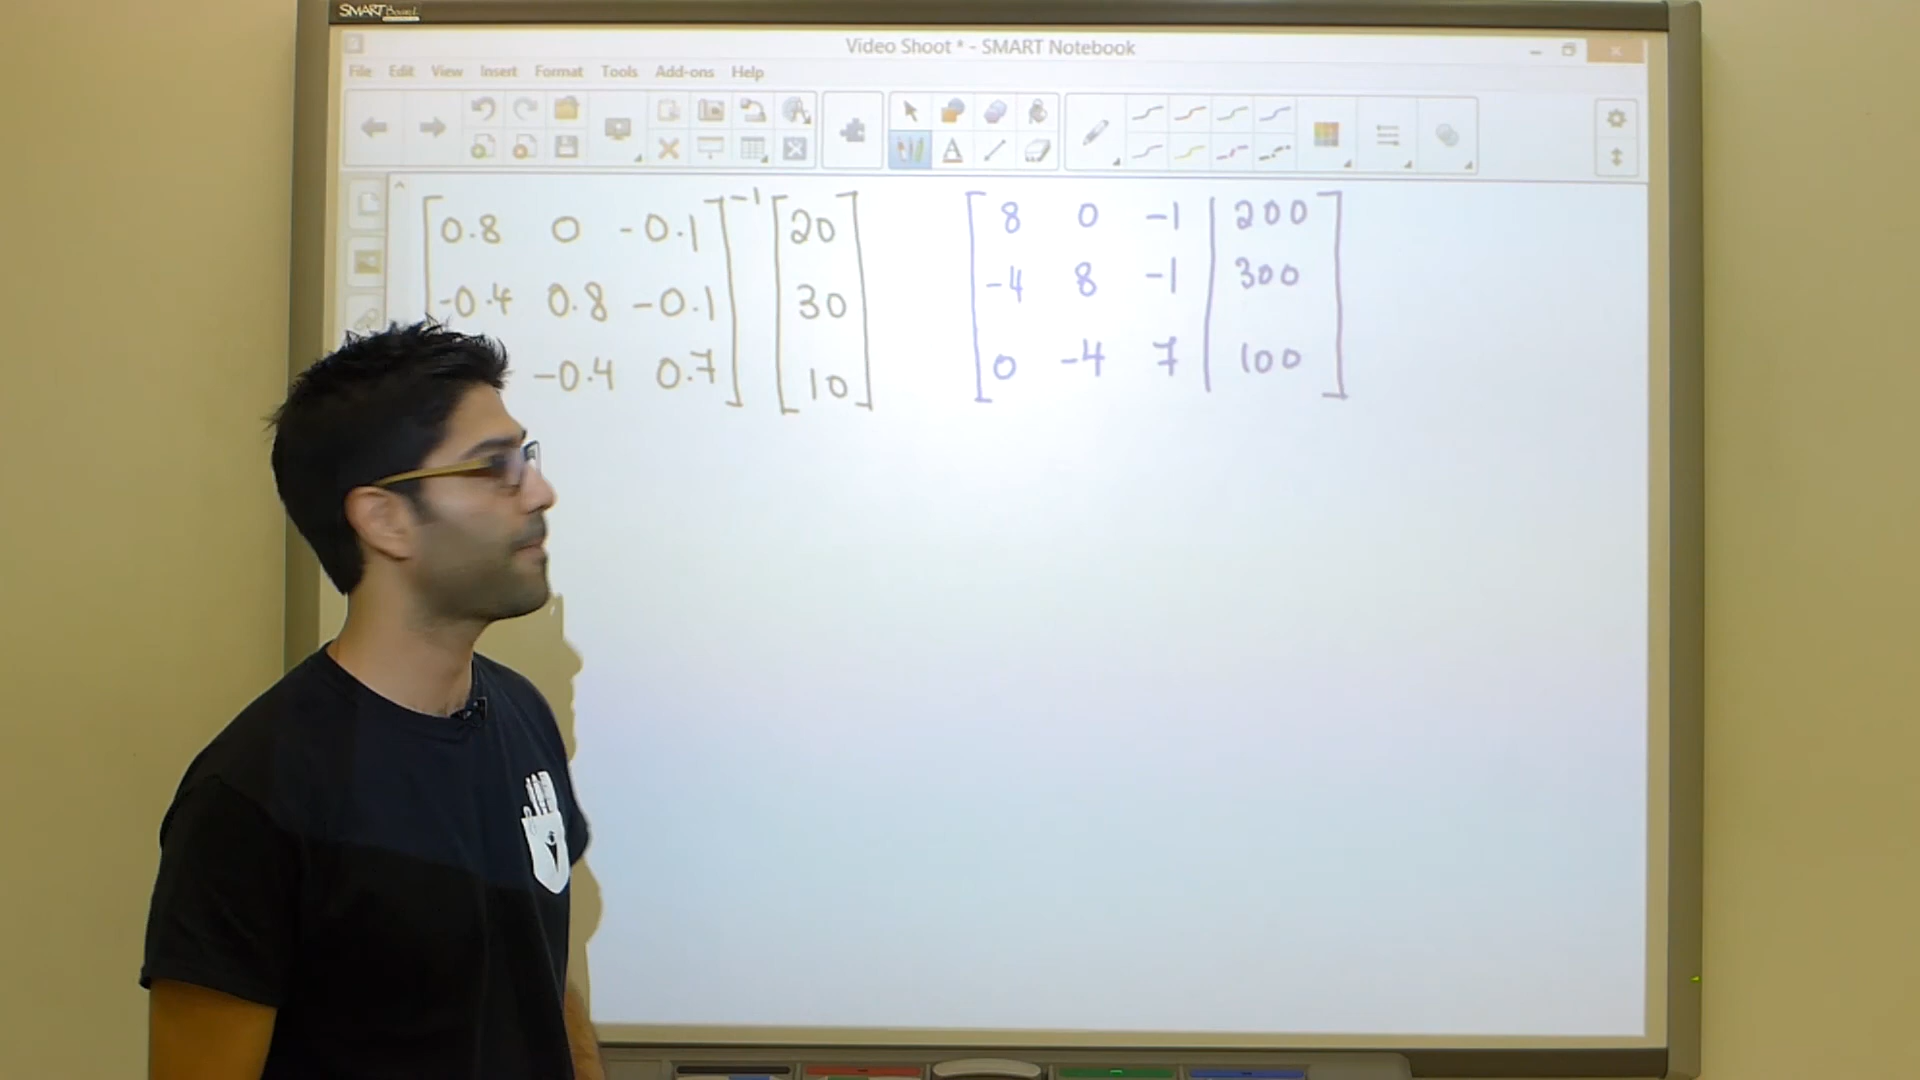 SMART Board
Video Shoot * - SMART Notebook
File Edit View Insert Format Tools Add-ons Help
0.8 0 -0.1 -1 20
-0.4 0.8 -0.1 30
-0.4 0.7 10
8 0 -1 200
-4 8 -1 300
0 -4 7 100